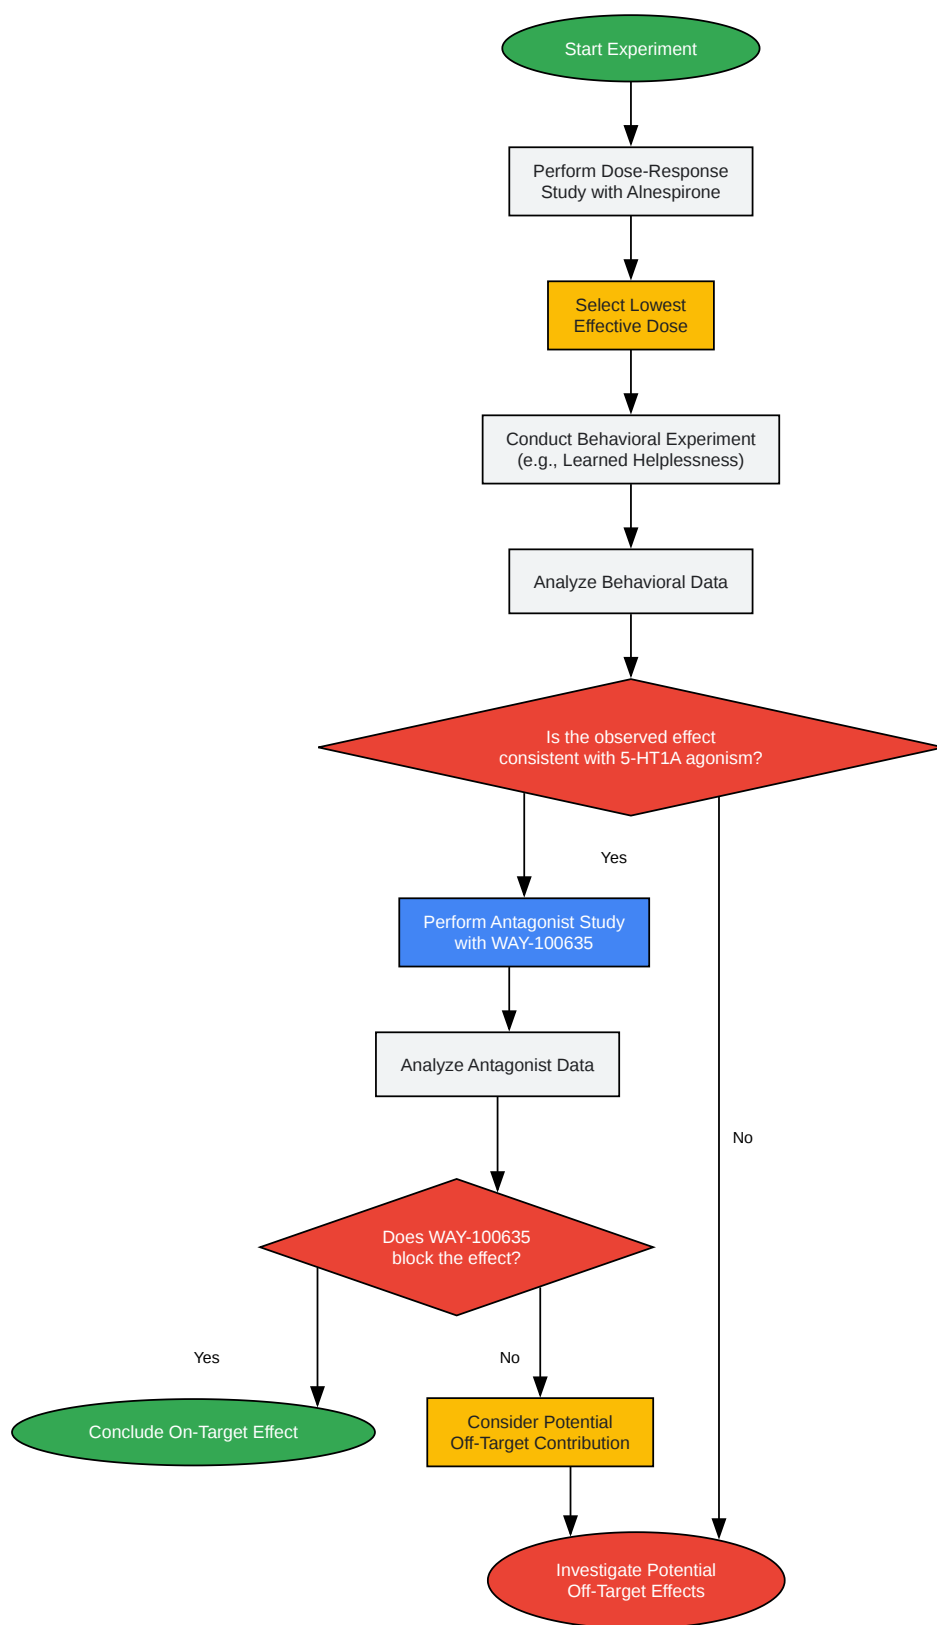 Start Experiment
Perform Dose-Response
Study with Alnespirone
Select Lowest
Effective Dose
Conduct Behavioral Experiment
(e.g., Learned Helplessness)
Analyze Behavioral Data
Is the observed effect
consistent with 5-HT1A agonism?
Yes
Perform Antagonist Study
with WAY-100635
Analyze Antagonist Data
No
Does WAY-100635
block the effect?
Yes
No
Conclude On-Target Effect
Consider Potential
Off-Target Contribution
Investigate Potential
Off-Target Effects